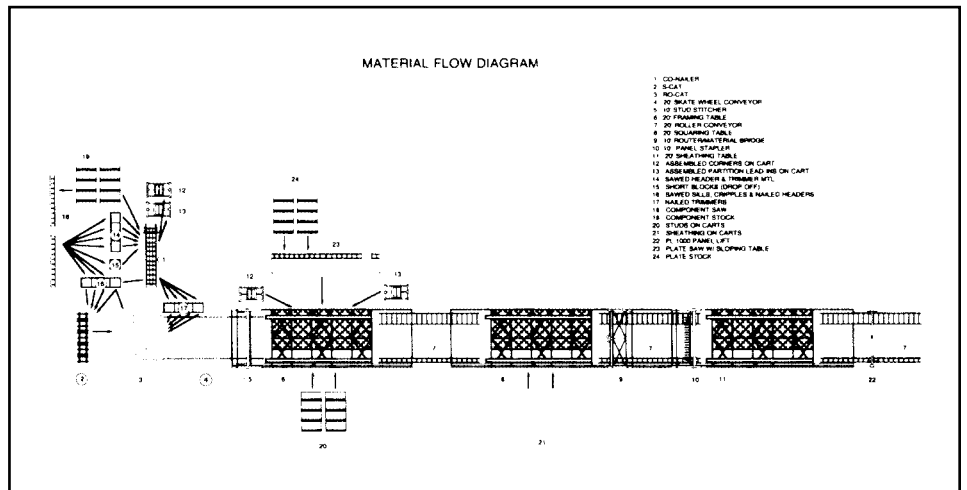 MATERIAL FLOW DIAGRAM
1 CO-NAILER
2 S-CAT
3 RO-CAT
4 20' SKATE WHEEL CONVEYOR
5 10' STUD STITCHER
6 20' FRAMING TABLE
7 20' ROLLER CONVEYOR
8 20' SQUARING TABLE
9 10' ROUTER/MATERIAL BRIDGE
10 10' PANEL STAPLER
11 20' SHEATHING TABLE
12 ASSEMBLED CORNERS ON CART
13 ASSEMBLED PARTITION LEAD INS ON CART
14 SAWED HEADER & TRIMMER MTL
15 SHORT BLOCKS (DROP OFF)
16 SAWED SILLS, CRIPPLES & NAILED HEADERS
17 NAILED TRIMMERS
18 COMPONENT SAW
19 COMPONENT STOCK
20 STUDS ON CARTS
21 SHEATHING ON CARTS
22 PL 1000 PANEL LIFT
23 PLATE SAW W/ SLOPING TABLE
24 PLATE STOCK
19
24
12
18
13
14
23
15
1
12
13
16
17
7
7
7
2
3
4
5
6
8
9
10
11
22
20
21